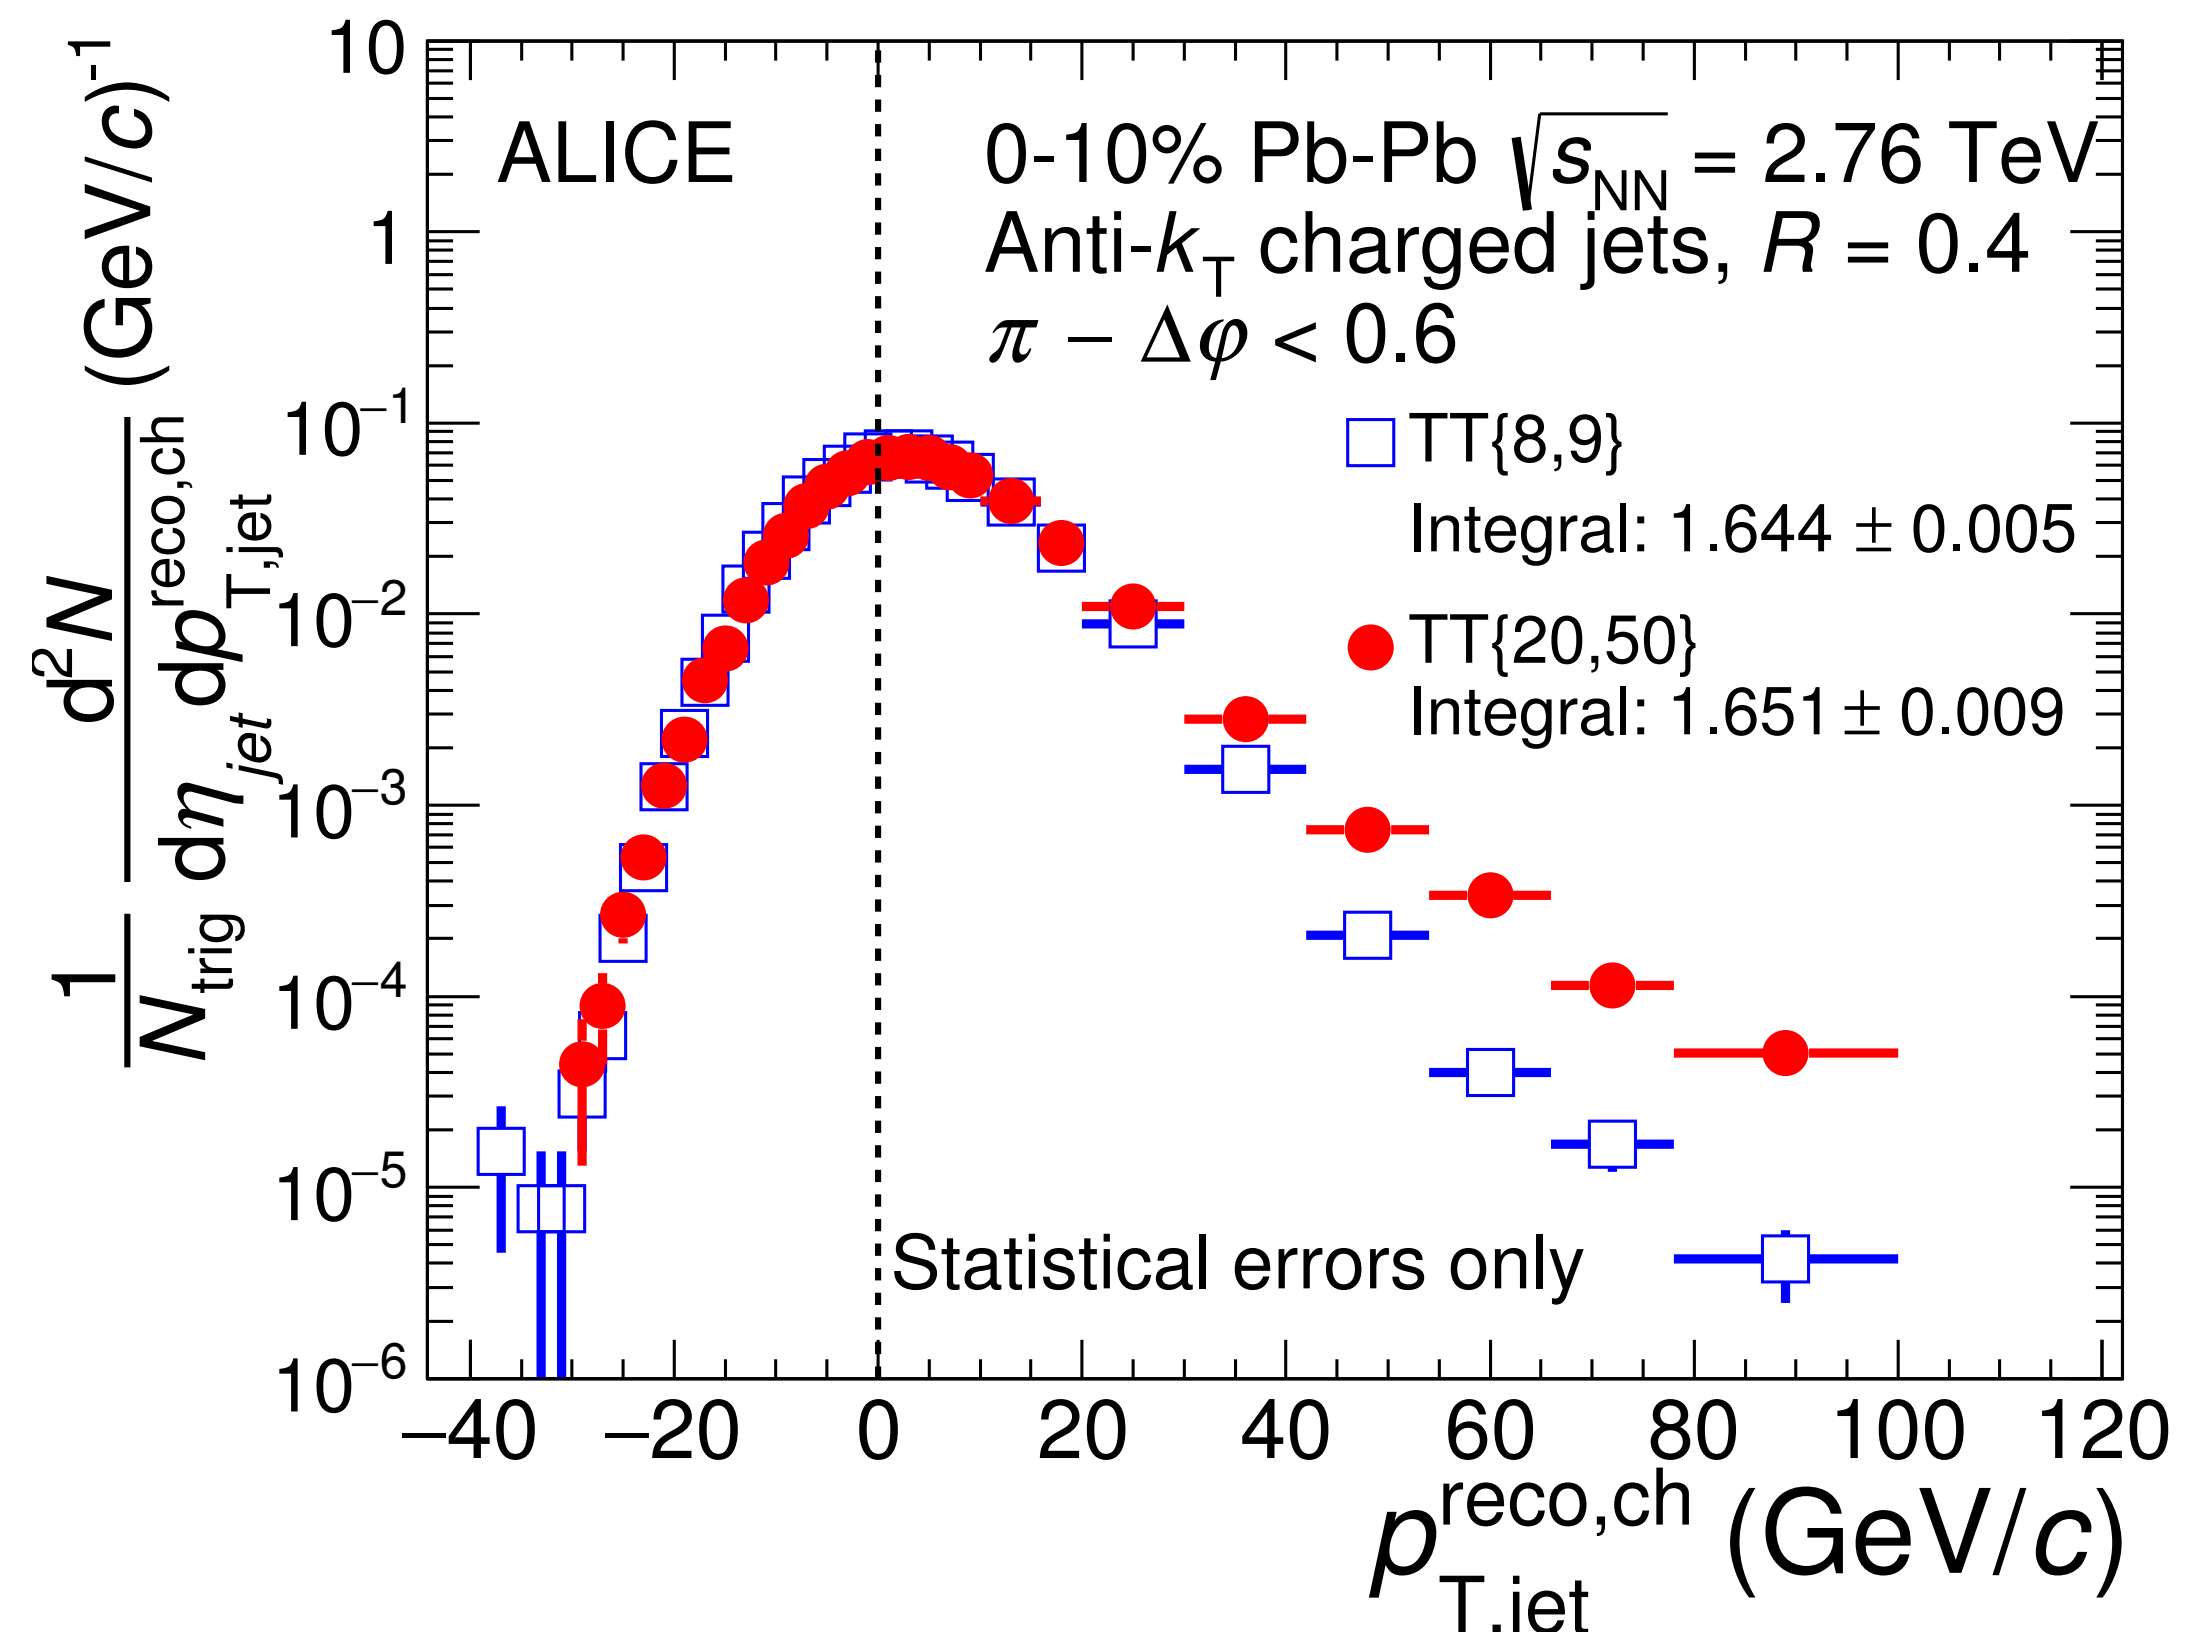 ALICE
0-10% Pb-Pb √s_NN = 2.76 TeV
Anti-k_T charged jets, R = 0.4
π − Δφ < 0.6
TT{8,9}
Integral: 1.644 ± 0.005
TT{20,50}
Integral: 1.651 ± 0.009
Statistical errors only
1/N_trig d²N/dη_jet dp_T,jet^reco,ch (GeV/c)^-1
10
1
10^−1
10^−2
10^−3
10^−4
10^−5
10^−6
−40 −20 0 20 40 60 80 100 120
p_T,jet^reco,ch (GeV/c)